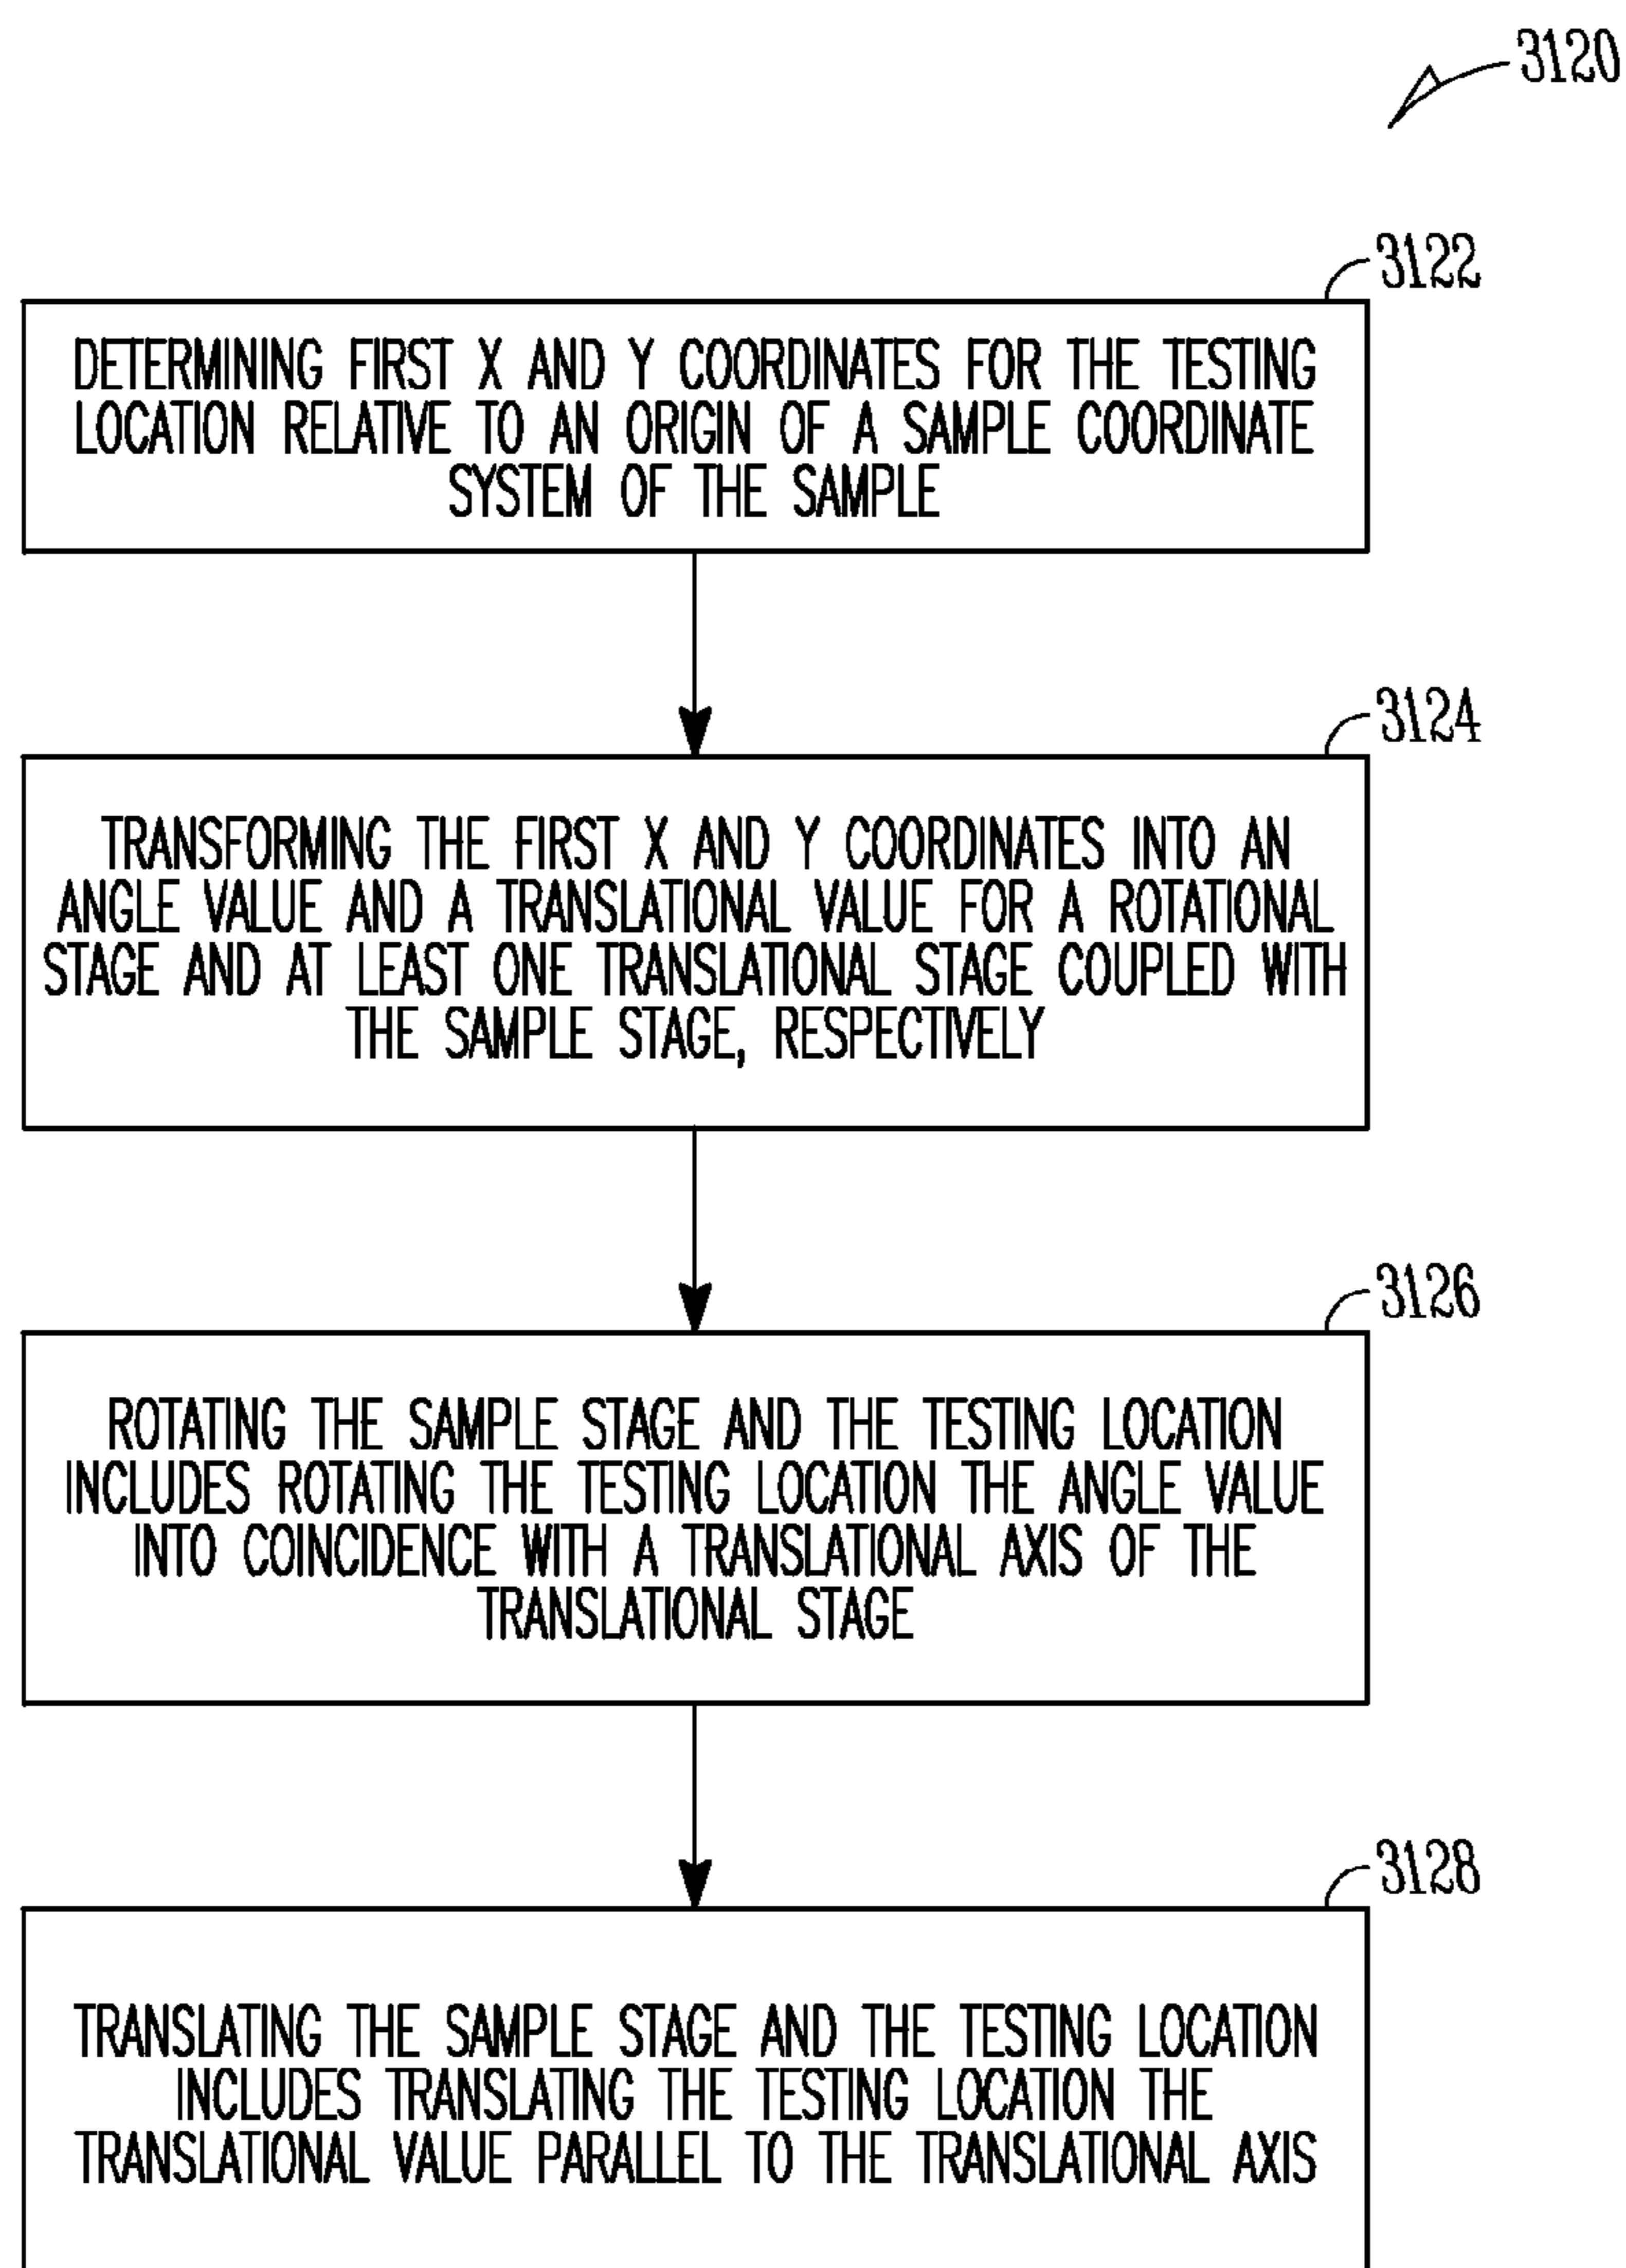 3120
3122
DETERMINING FIRST X AND Y COORDINATES FOR THE TESTING
LOCATION RELATIVE TO AN ORIGIN OF A SAMPLE COORDINATE
SYSTEM OF THE SAMPLE
3124
TRANSFORMING THE FIRST X AND Y COORDINATES INTO AN
ANGLE VALUE AND A TRANSLATIONAL VALUE FOR A ROTATIONAL
STAGE AND AT LEAST ONE TRANSLATIONAL STAGE COUPLED WITH
THE SAMPLE STAGE, RESPECTIVELY
3126
ROTATING THE SAMPLE STAGE AND THE TESTING LOCATION
INCLUDES ROTATING THE TESTING LOCATION THE ANGLE VALUE
INTO COINCIDENCE WITH A TRANSLATIONAL AXIS OF THE
TRANSLATIONAL STAGE
3128
TRANSLATING THE SAMPLE STAGE AND THE TESTING LOCATION
INCLUDES TRANSLATING THE TESTING LOCATION THE
TRANSLATIONAL VALUE PARALLEL TO THE TRANSLATIONAL AXIS